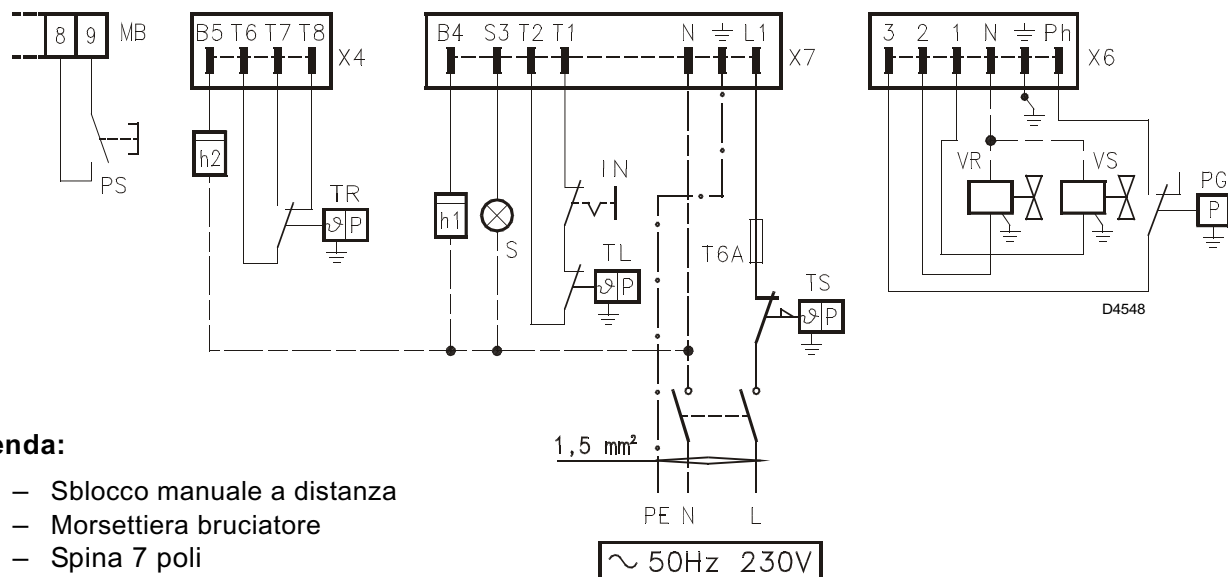 8 9 MB
B5 T6 T7 T8 X4
B4 S3 T2 T1 N L1 X7
3 2 1 N Ph X6
h2
PS
TR
ϑ P
IN
h1
S
TL
ϑ P
T6A
TS
ϑ P
VR VS
PG
P
D4548
1,5 mm²
PE N L
~ 50Hz 230V
enda:
– Sblocco manuale a distanza
– Morsettiera bruciatore
– Spina 7 poli